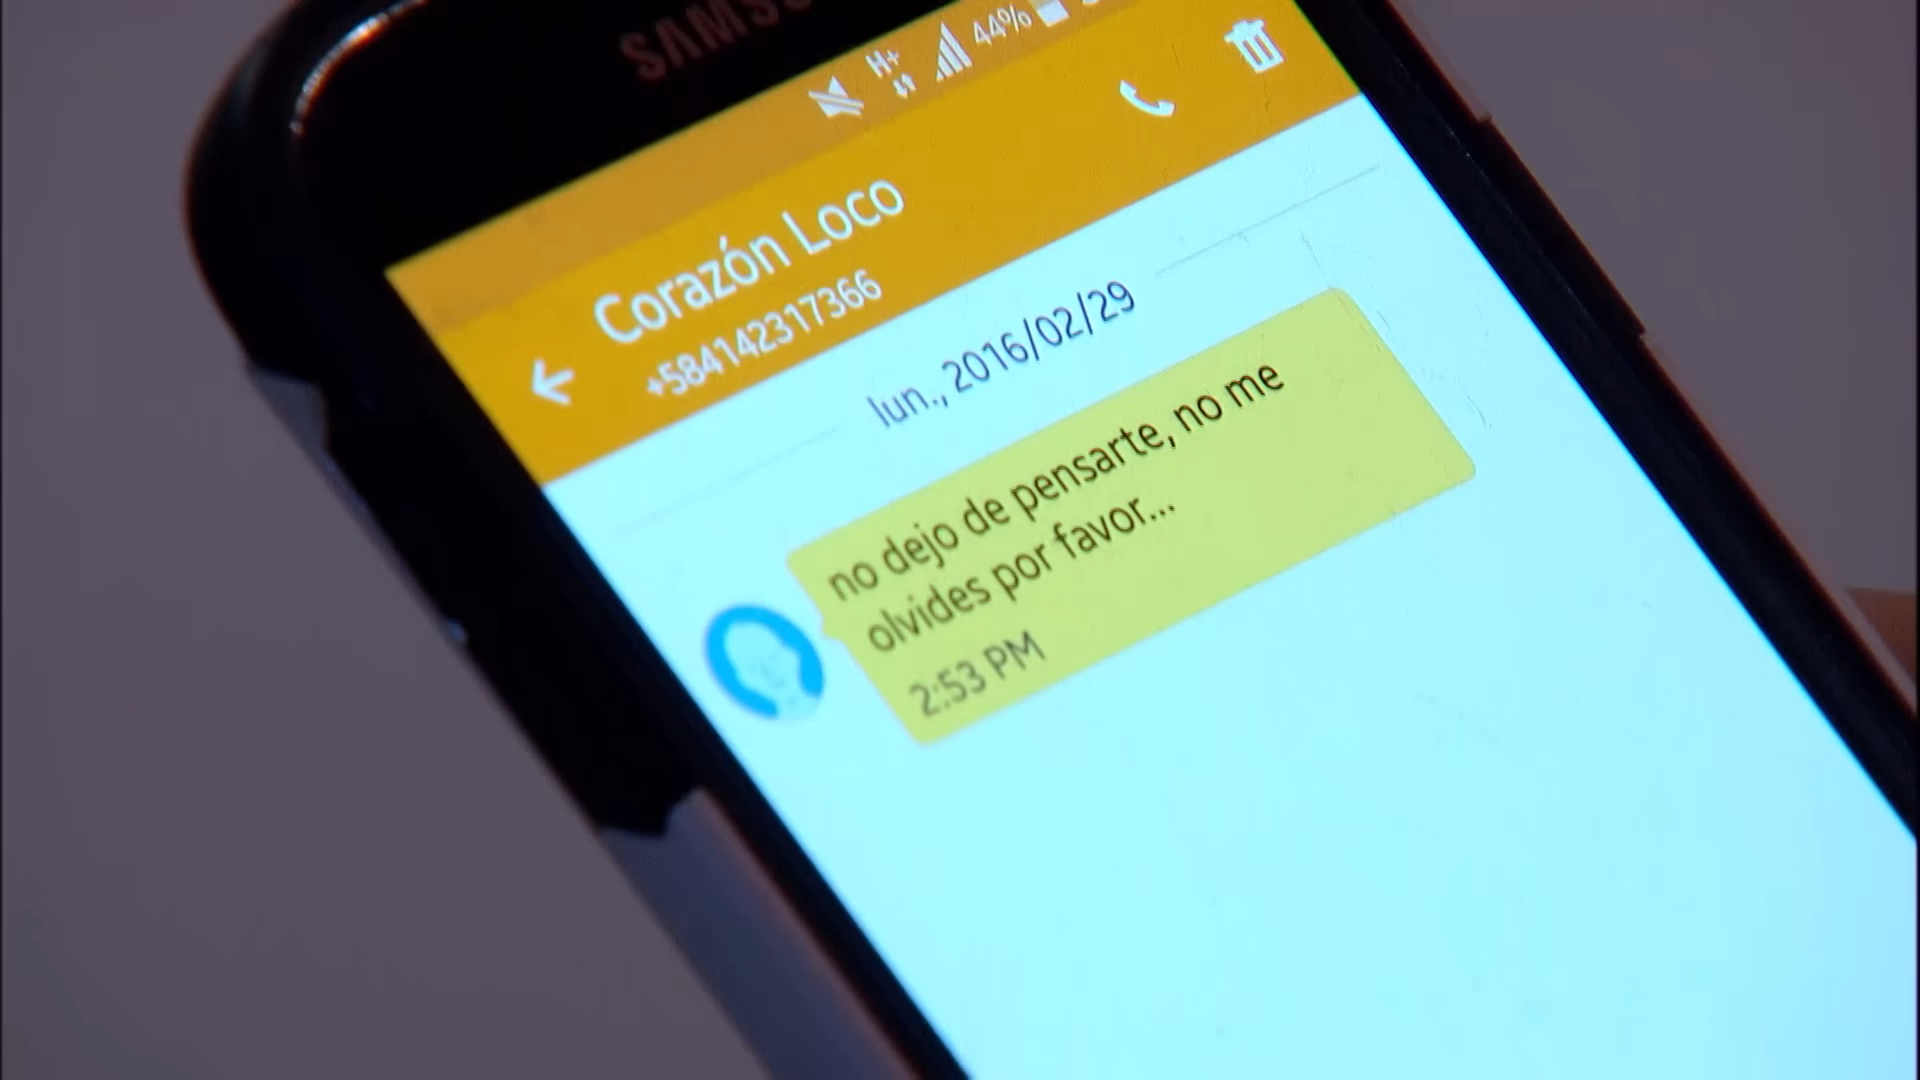 SAMS
H+ 44%
Corazón Loco
+584142317366
lun., 2016/02/29
no dejo de pensarte, no me
olvides por favor...
2:53 PM